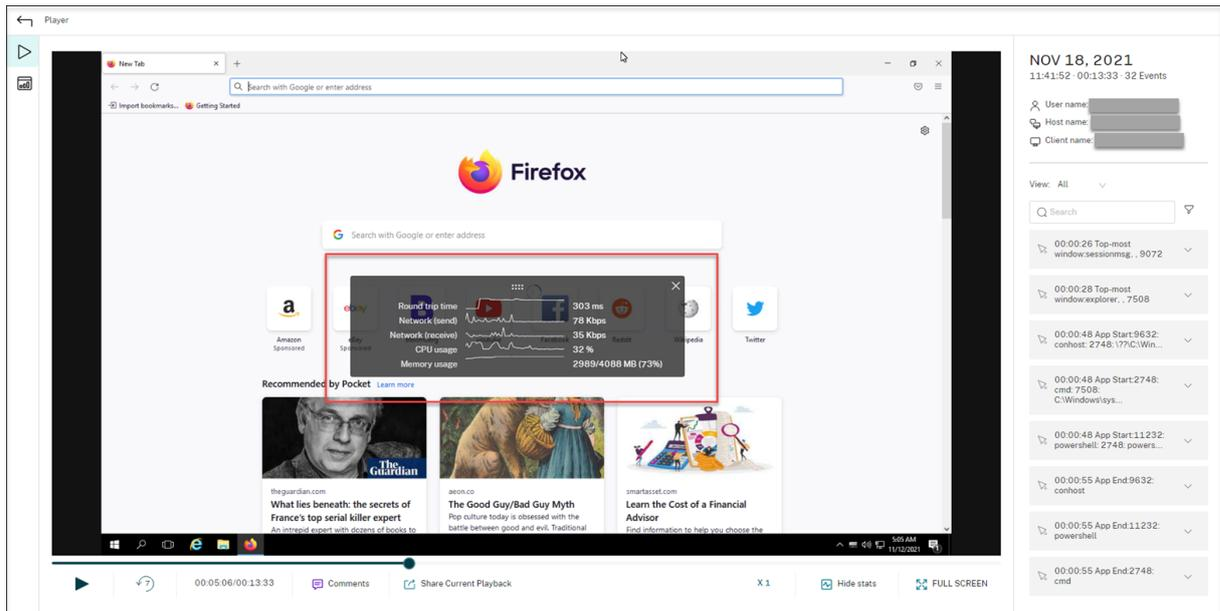 Player
New Tab
Search with Google or enter address
Import bookmarks...
Getting Started
Firefox
Search with Google or enter address
Round trip time 303 ms
Network (send) 78 Kbps
Network (receive) 35 Kbps
CPU usage 32 %
Memory usage 2989/4088 MB (73%)
a
Amazon
Sponsored
ebay
eBay
Facebook
Reddit
Wikipedia
Twitter
Recommended by Pocket Learn more
The
Guardian
theguardian.com
What lies beneath: the secrets of
France's top serial killer expert
An intrepid expert with dozens of books to
aeon.co
The Good Guy/Bad Guy Myth
Pop culture today is obsessed with the
battle between good and evil. Traditional
smartasset.com
Learn the Cost of a Financial
Advisor
Find information to help you choose the
5:05 AM
11/12/2021
7
00:05:06/00:13:33
Comments
Share Current Playback
X 1
Hide stats
FULL SCREEN
NOV 18, 2021
11:41:52 · 00:13:33 · 32 Events
User name:
Host name:
Client name:
View: All
Search
00:00:26 Top-most
window:sessionmsg, , 9072
00:00:28 Top-most
window:explorer, , 7508
00:00:48 App Start:9632:
conhost: 2748: \??\C:\Win...
00:00:48 App Start:2748:
cmd: 7508:
C:\Windows\sys...
00:00:48 App Start:11232:
powershell: 2748: powers...
00:00:55 App End:9632:
conhost
00:00:55 App End:11232:
powershell
00:00:55 App End:2748:
cmd